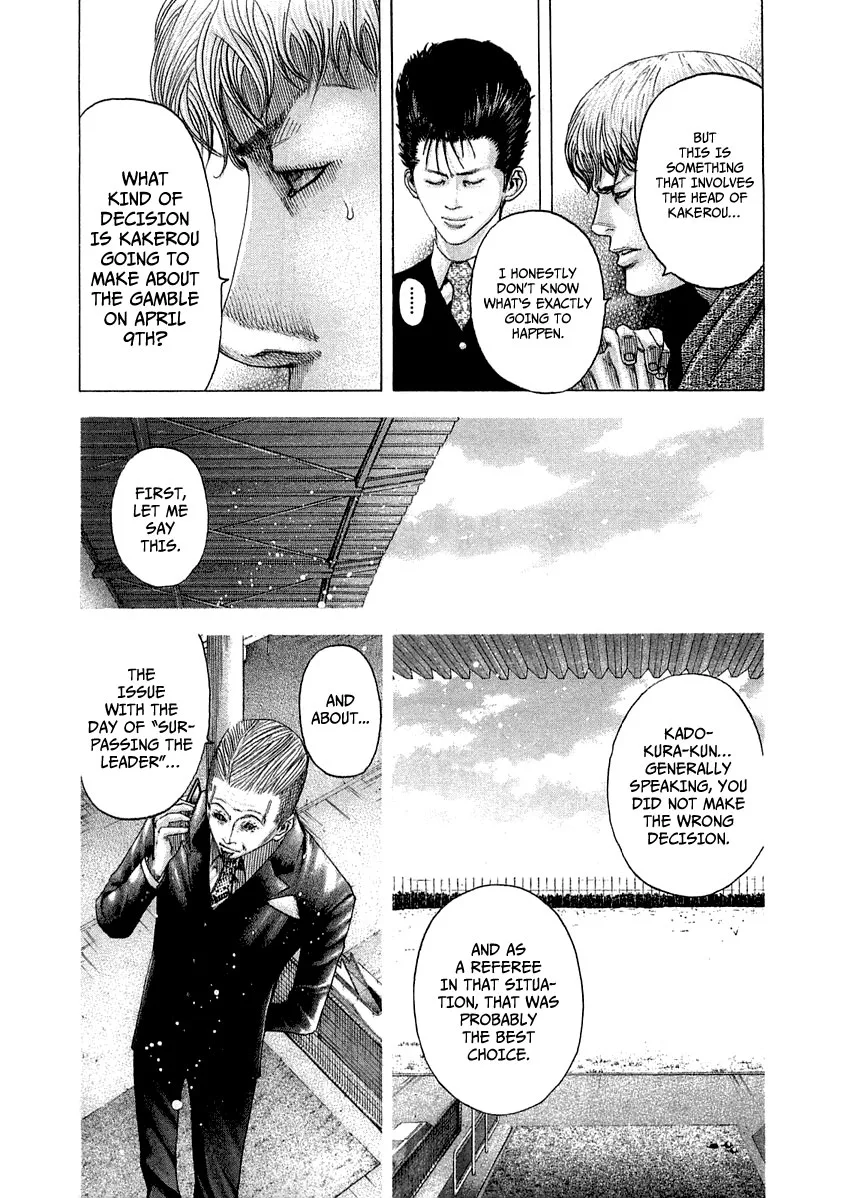 BUT
THIS IS
SOMETHING
THAT INVOLVES
THE HEAD OF
KAKEROU...
I HONESTLY
DON'T KNOW
WHAT'S EXACTLY
GOING TO
HAPPEN.
......
WHAT
KIND OF
DECISION
IS KAKEROU
GOING TO
MAKE ABOUT
THE GAMBLE
ON APRIL
9TH?
FIRST,
LET ME
SAY
THIS.
KADO-
KURA-KUN...
GENERALLY
SPEAKING, YOU
DID NOT MAKE
THE WRONG
DECISION.
AND AS
A REFEREE
IN THAT SITUA-
TION, THAT WAS
PROBABLY
THE BEST
CHOICE.
AND
ABOUT...
THE
ISSUE
WITH THE
DAY OF "SUR-
PASSING THE
LEADER"...